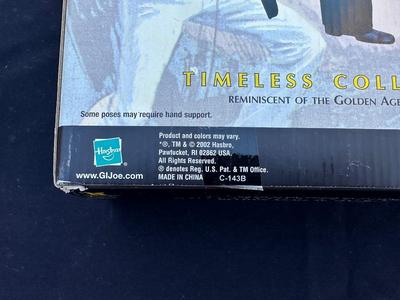 TIMELESS COLL
REMINISCENT OF THE GOLDEN AGE
Some poses may require hand support.
Hasbro
www.GIJoe.com
Product and colors may vary.
*®, TM & © 2002 Hasbro,
Pawtucket, RI 02862 USA.
All Rights Reserved.
® denotes Reg. U.S. Pat. & TM Office.
MADE IN CHINA C-143B